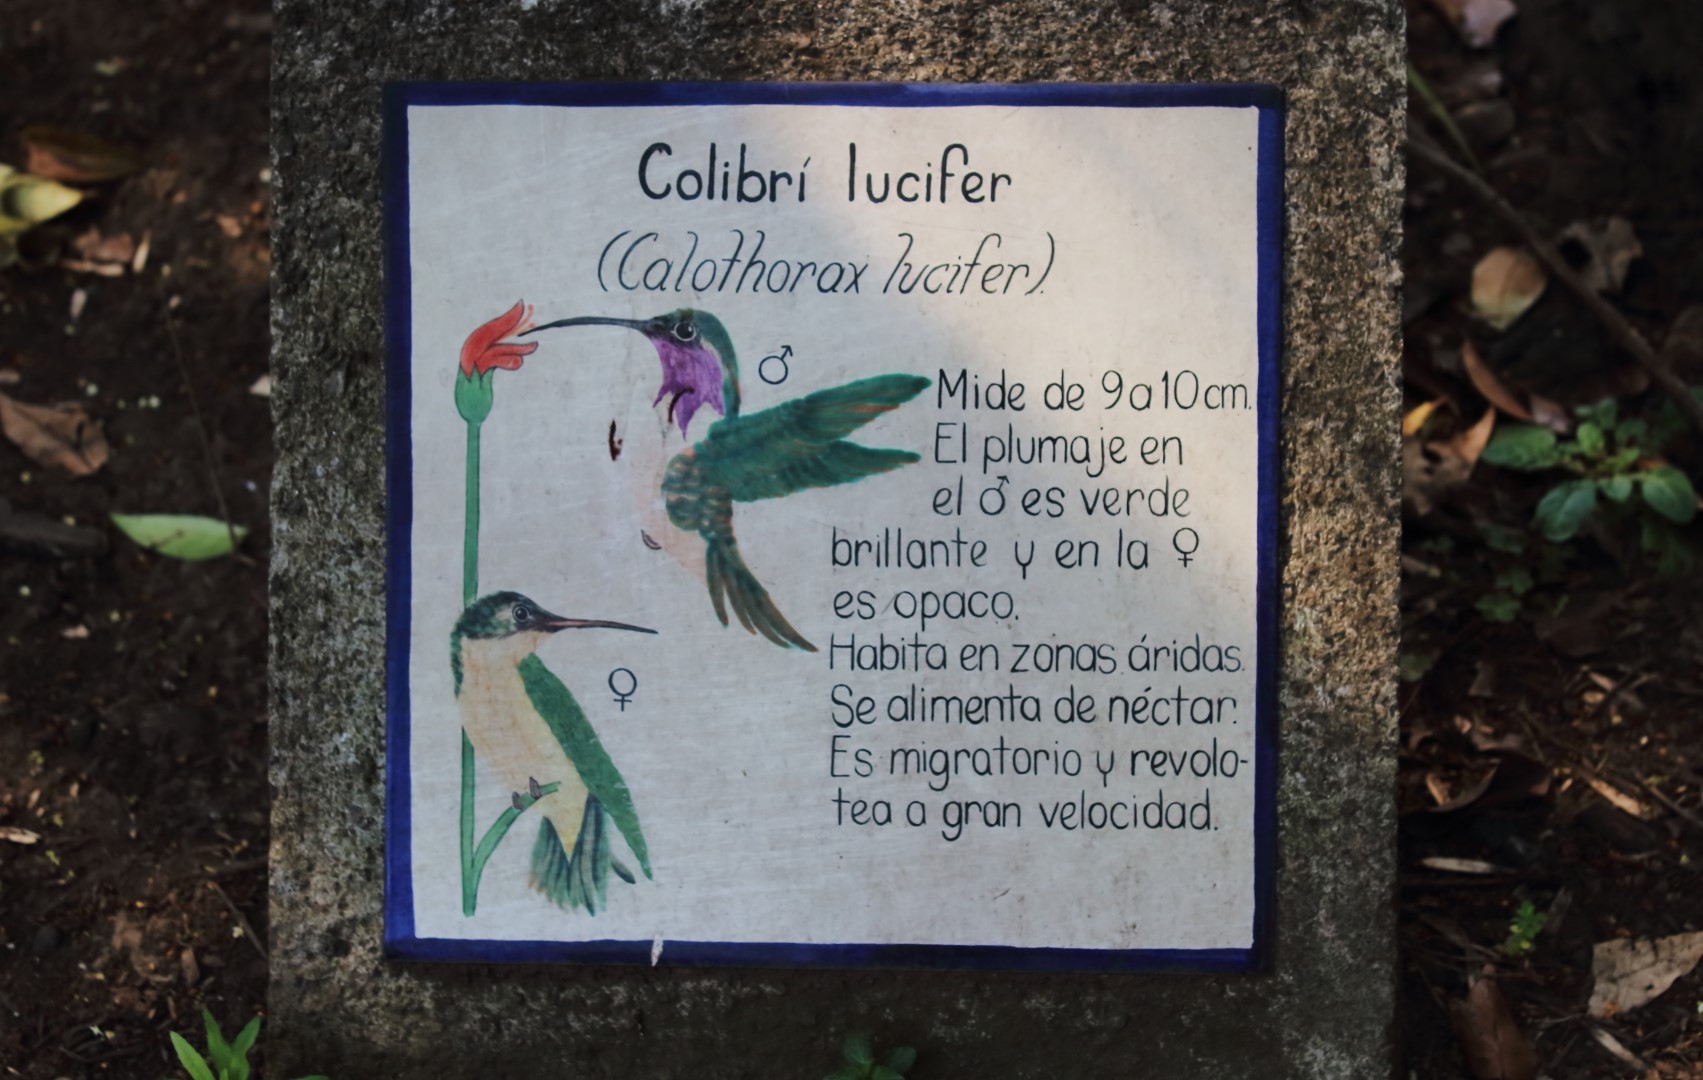 Colibrí lucifer
(Calothorax lucifer).
♂
Mide de 9 a 10 cm.
El plumaje en
el ♂ es verde
brillante y en la ♀
es opaco.
Habita en zonas áridas.
♀
Se alimenta de néctar.
Es migratorio y revolo-
tea a gran velocidad.